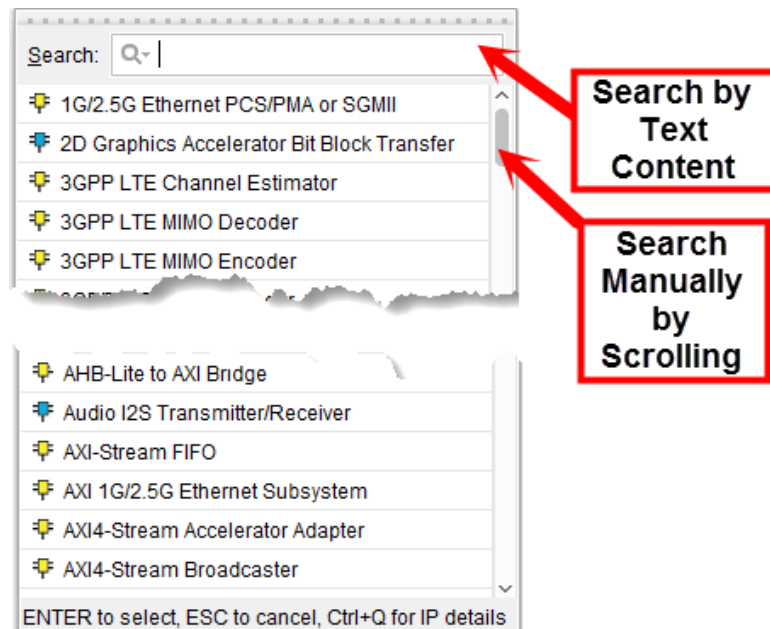 Search:
1G/2.5G Ethernet PCS/PMA or SGMII
2D Graphics Accelerator Bit Block Transfer
3GPP LTE Channel Estimator
3GPP LTE MIMO Decoder
3GPP LTE MIMO Encoder
AHB-Lite to AXI Bridge
Audio I2S Transmitter/Receiver
AXI-Stream FIFO
AXI 1G/2.5G Ethernet Subsystem
AXI4-Stream Accelerator Adapter
AXI4-Stream Broadcaster
ENTER to select, ESC to cancel, Ctrl+Q for IP details
Search by
Text
Content
Search
Manually
by
Scrolling